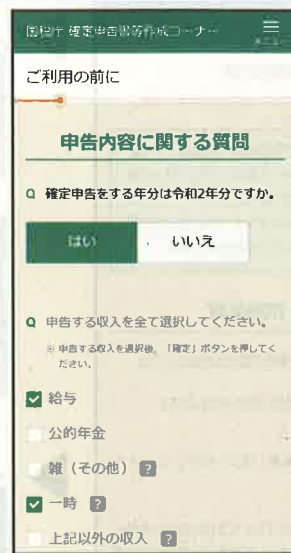 国税庁 確定申告書等作成コーナー
ご利用の前に
申告内容に関する質問
Q 確定申告をする年分は令和2年分ですか。
はい いいえ
Q 申告する収入を全て選択してください。
※ 申告する収入を選択後、「確定」ボタンを押してく
ださい。
給与
公的年金
雑（その他） ?
一時 ?
上記以外の収入 ?